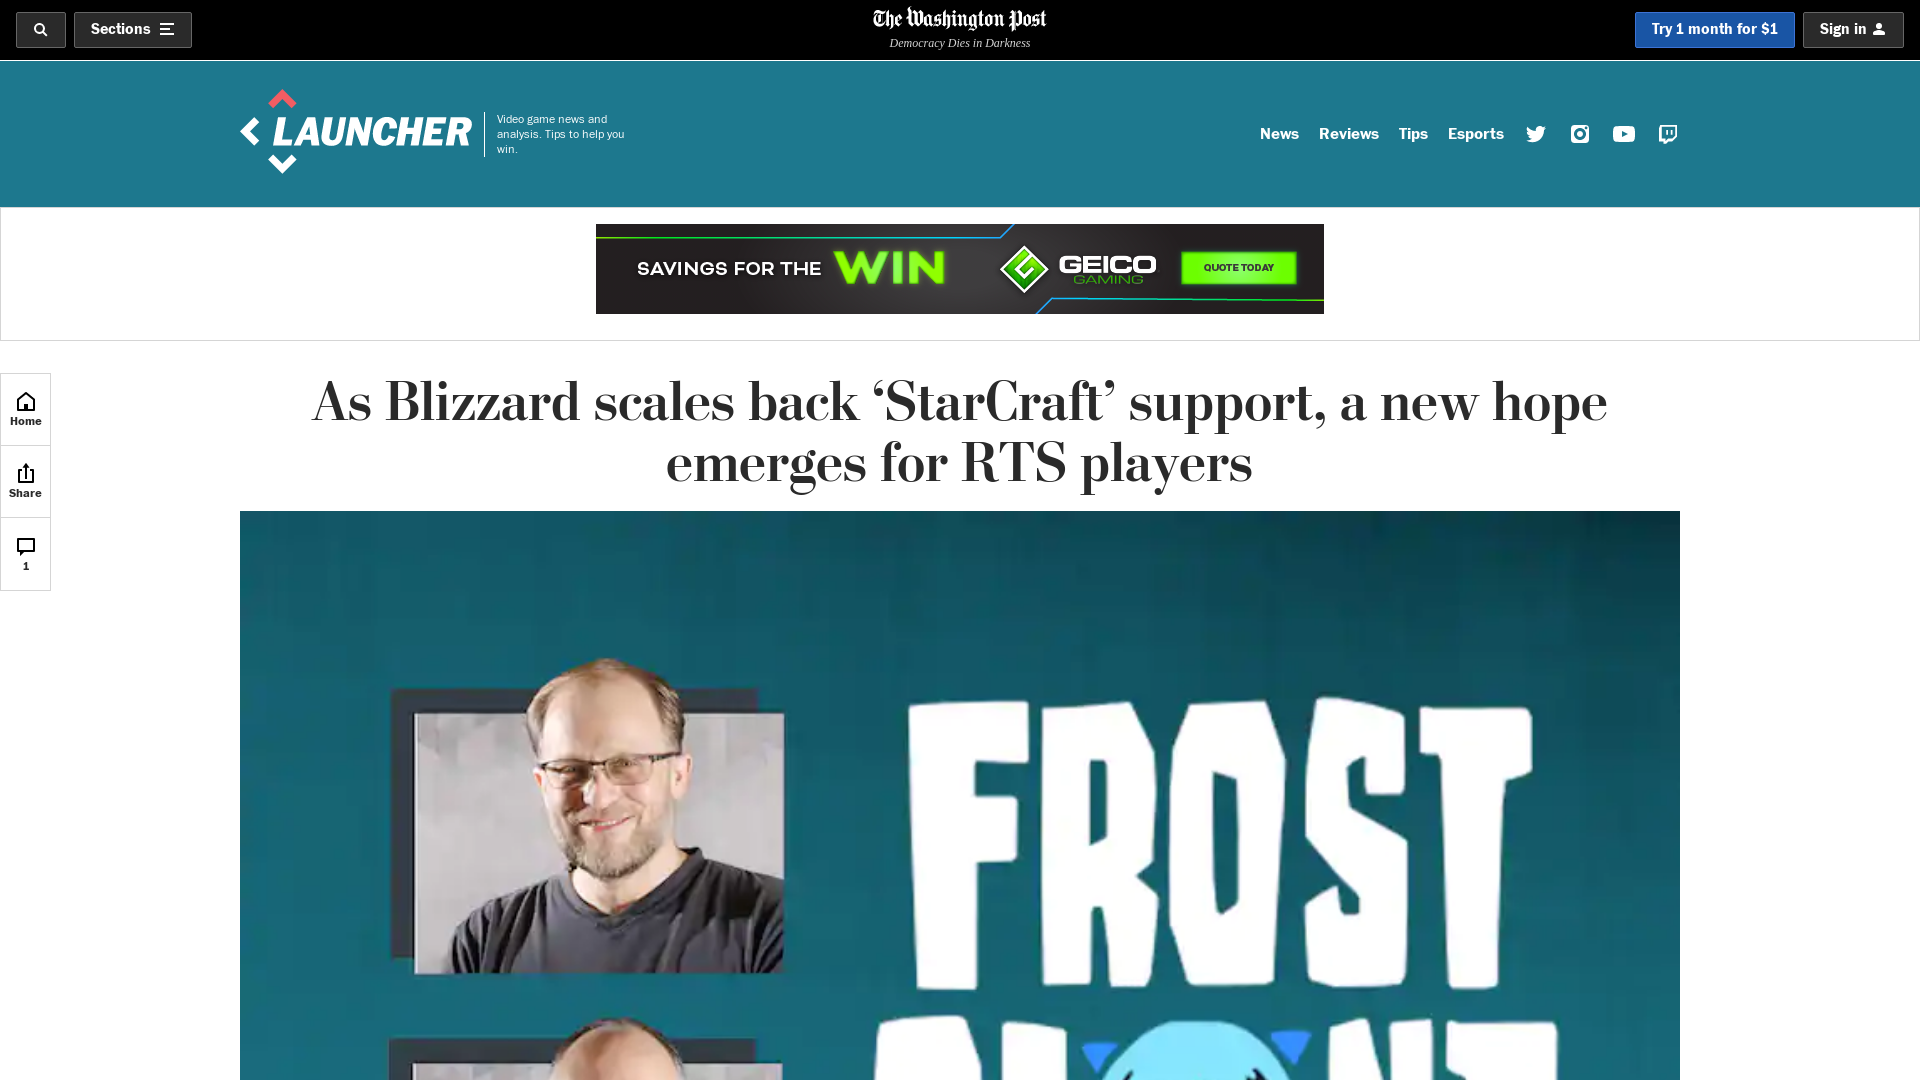 Sections
The Washington Post
Democracy Dies in Darkness
Try 1 month for $1
Sign in
LAUNCHER
Video game news and
analysis. Tips to help you
win.
News
Reviews
Tips
Esports
SAVINGS FOR THE WIN
GEICO
GAMING
QUOTE TODAY
Home
Share
1
As Blizzard scales back ‘StarCraft’ support, a new hope
emerges for RTS players
FROST